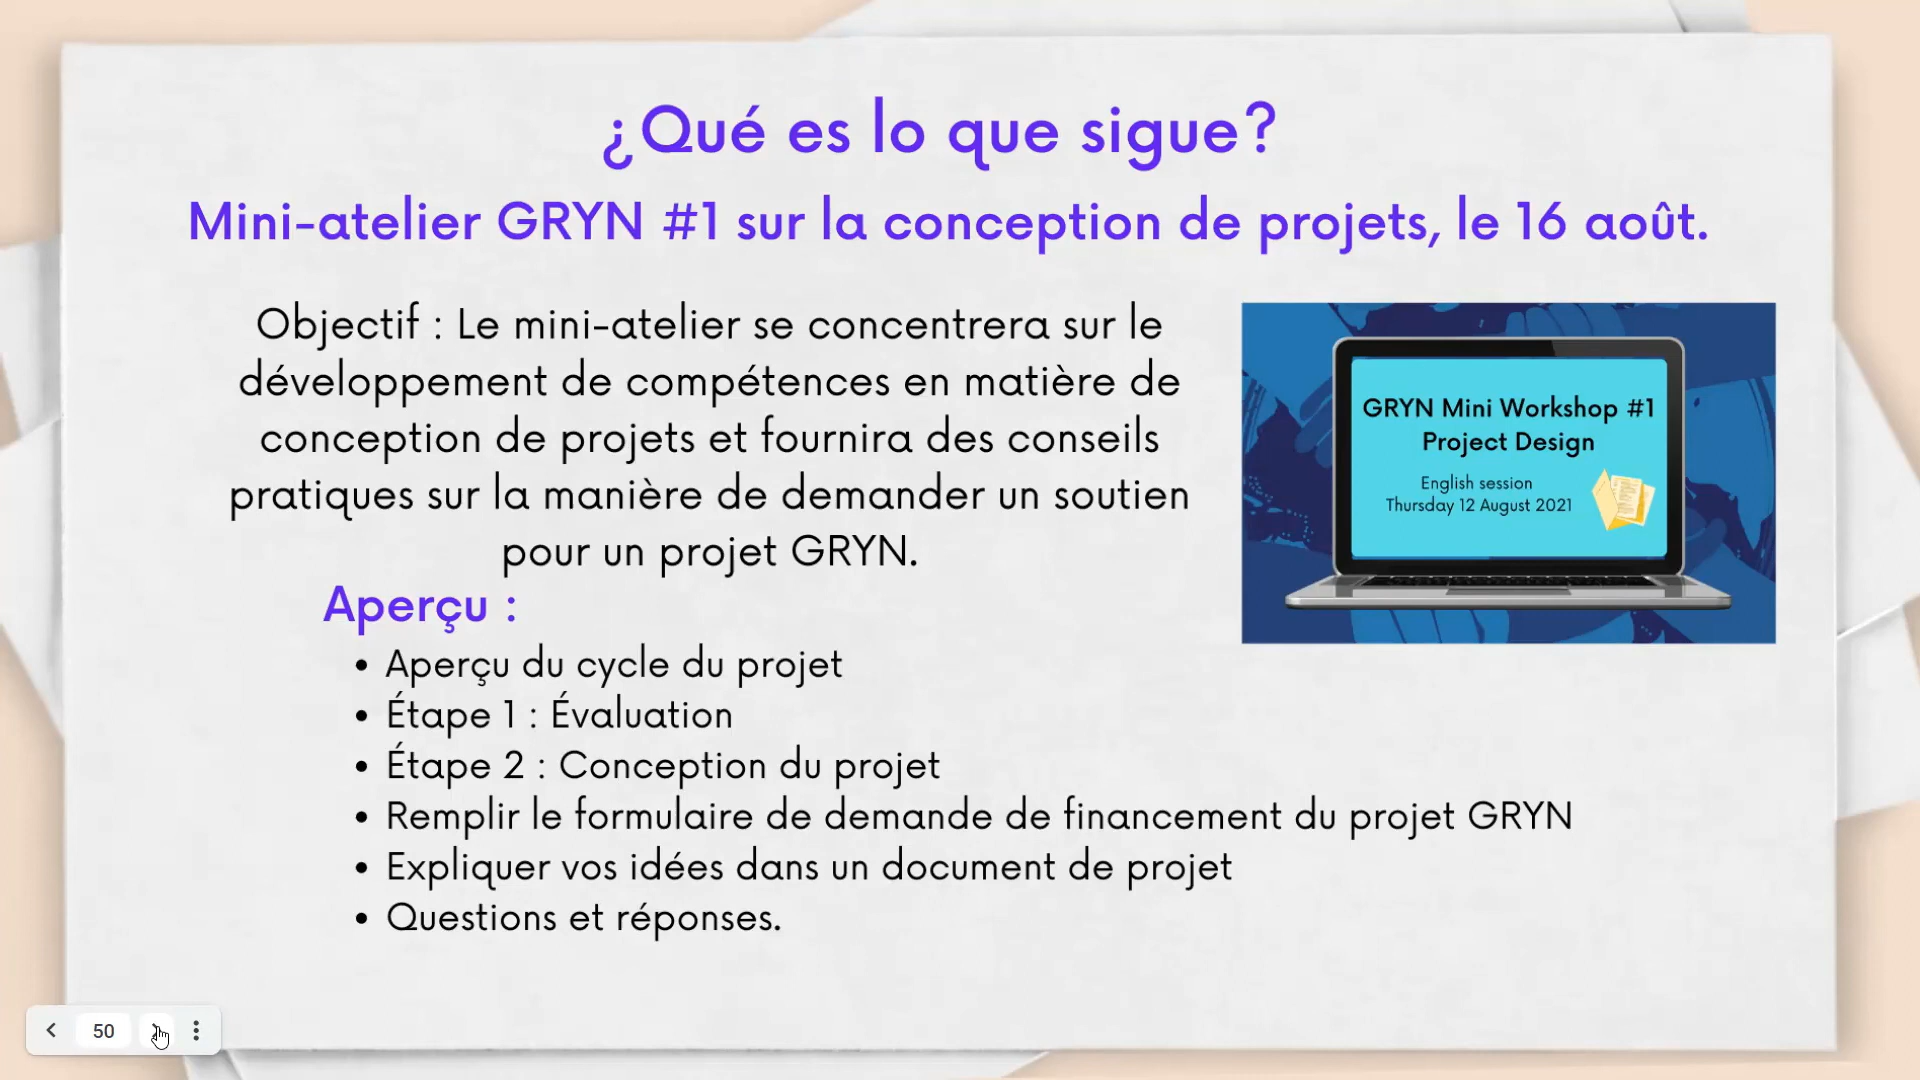 ¿Qué es lo que sigue?
Mini-atelier GRYN #1 sur la conception de projets, le 16 août.
Objectif : Le mini-atelier se concentrera sur le
développement de compétences en matière de
conception de projets et fournira des conseils
pratiques sur la manière de demander un soutien
pour un projet GRYN.
GRYN Mini Workshop #1
Project Design
English session
Thursday 12 August 2021
Aperçu :
• Aperçu du cycle du projet
• Étape 1 : Évaluation
• Étape 2 : Conception du projet
• Remplir le formulaire de demande de financement du projet GRYN
• Expliquer vos idées dans un document de projet
• Questions et réponses.
50